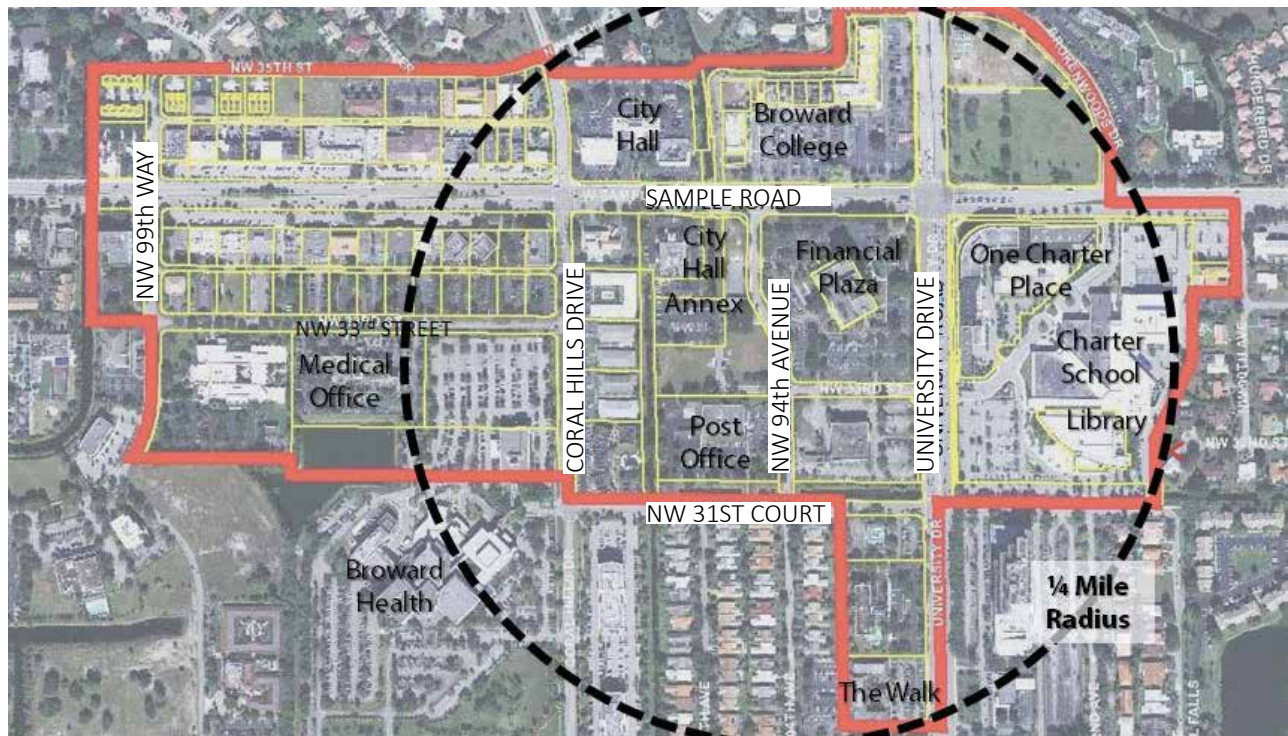 NW 35TH ST
City
Hall
Broward
College
SAMPLE ROAD
NW 99th WAY
City
Hall
Annex
Financial
Plaza
One Charter
Place
CORAL HILLS DRIVE
NW 94th AVENUE
UNIVERSITY DRIVE
NW 33rd STREET
Medical
Office
Charter
School
Library
Post
Office
NW 31ST COURT
Broward
Health
UNIVERSITY DR
¼ Mile
Radius
The Walk